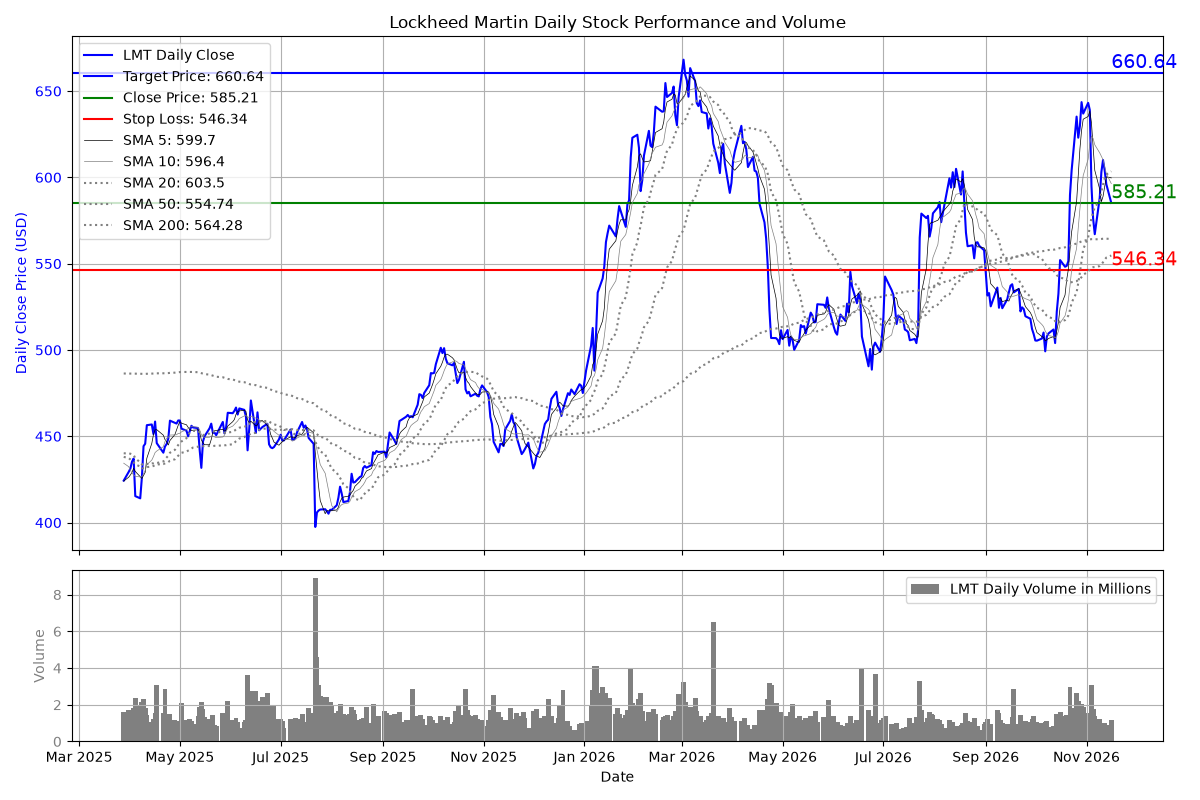 Lockheed Martin Daily Stock Performance and Volume
LMT Daily Close
Target Price: 660.64
Close Price: 585.21
Stop Loss: 546.34
SMA 5: 599.7
SMA 10: 596.4
SMA 20: 603.5
SMA 50: 554.74
SMA 200: 564.28
660.64
585.21
546.34
Daily Close Price (USD)
650
600
550
500
450
400
LMT Daily Volume in Millions
Volume
8
6
4
2
0
Mar 2025 May 2025 Jul 2025 Sep 2025 Nov 2025 Jan 2026 Mar 2026 May 2026 Jul 2026 Sep 2026 Nov 2026
Date